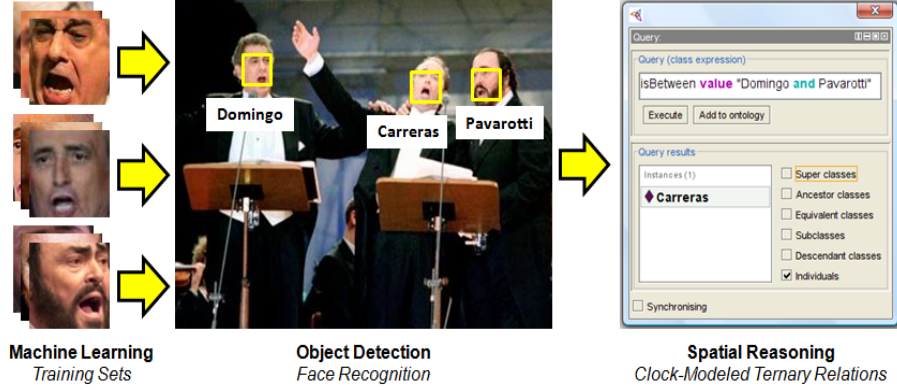 Domingo
Carreras
Pavarotti
Query:
Query (class expression)
isBetween value "Domingo and Pavarotti"
Execute
Add to ontology
Query results
Instances (1)
Carreras
Super classes
Ancestor classes
Equivalent classes
Subclasses
Descendant classes
Individuals
Synchronising
Machine Learning
Training Sets
Object Detection
Face Recognition
Spatial Reasoning
Clock-Modeled Ternary Relations